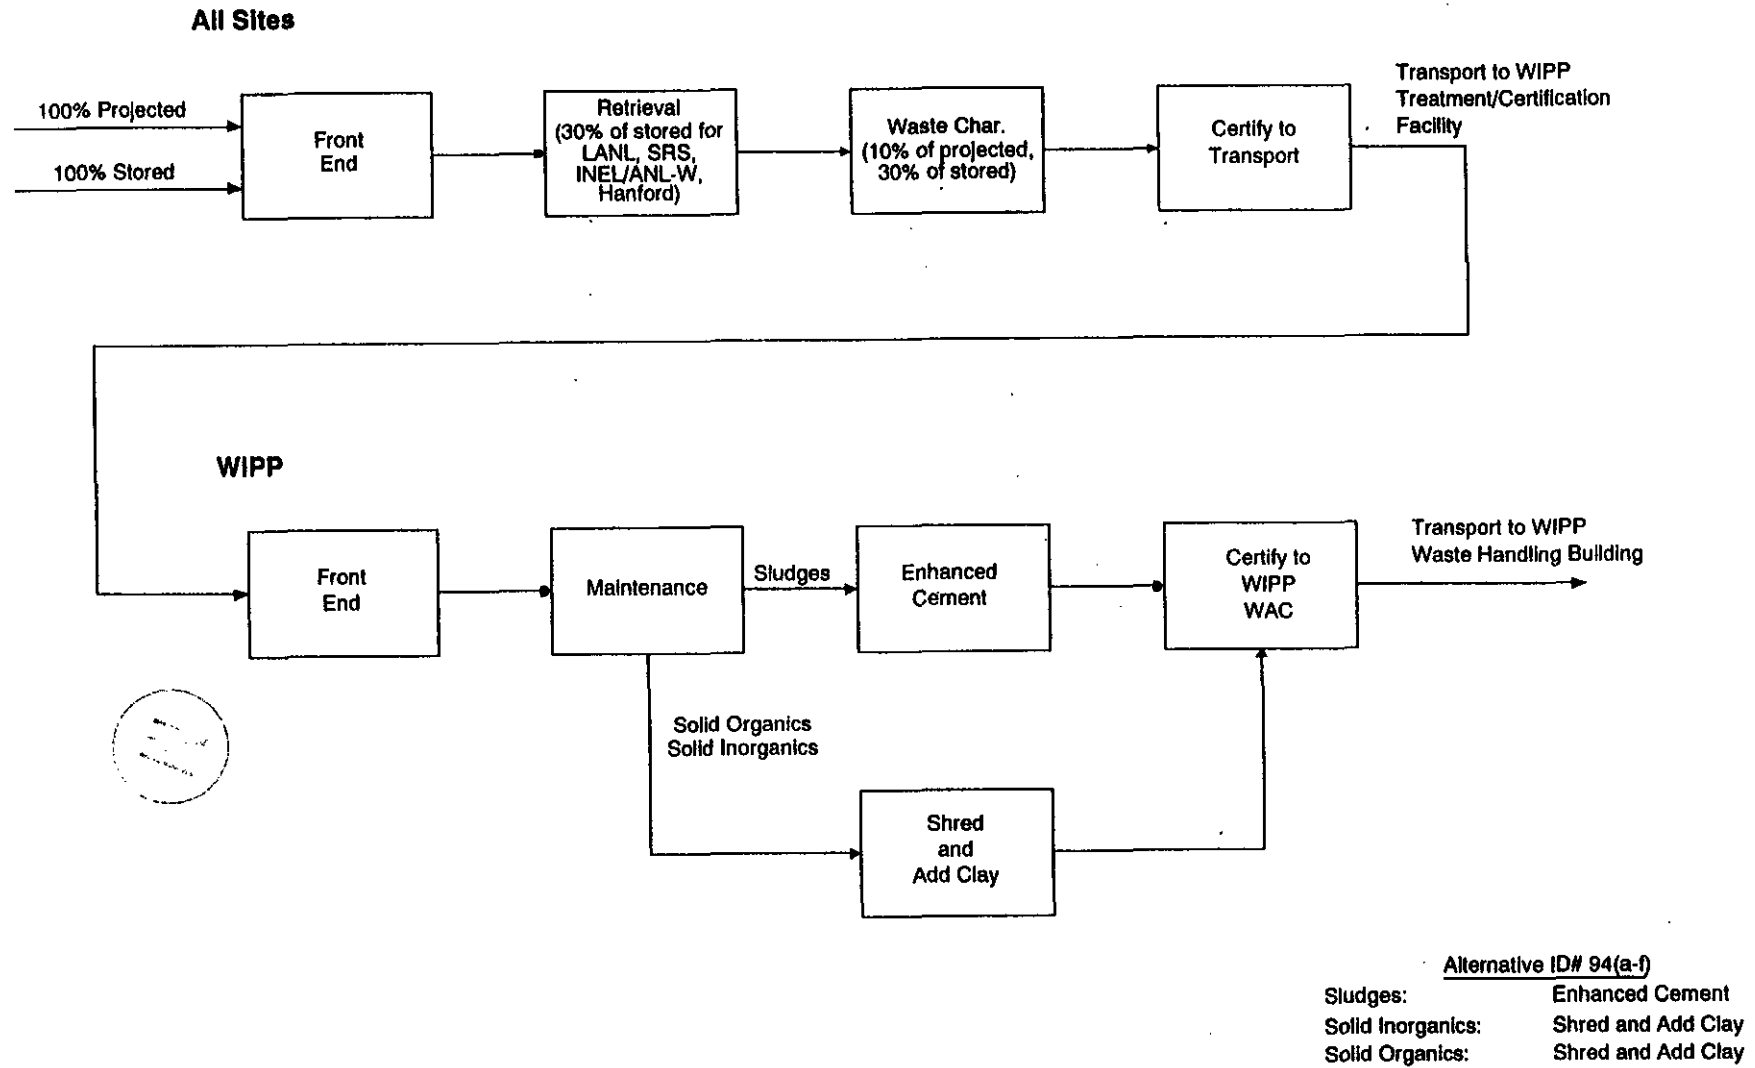 All Sites
100% Projected
100% Stored
Front
End
Retrieval
(30% of stored for
LANL, SRS,
INEL/ANL-W,
Hanford)
Waste Char.
(10% of projected,
30% of stored)
Certify to
Transport
Transport to WIPP
Treatment/Certification
Facility
WIPP
Front
End
Maintenance
Sludges
Enhanced
Cement
Certify to
WIPP
WAC
Transport to WIPP
Waste Handling Building
Solid Organics
Solid Inorganics
Shred
and
Add Clay
Alternative ID# 94(a-f)
Sludges: Enhanced Cement
Solid Inorganics: Shred and Add Clay
Solid Organics: Shred and Add Clay